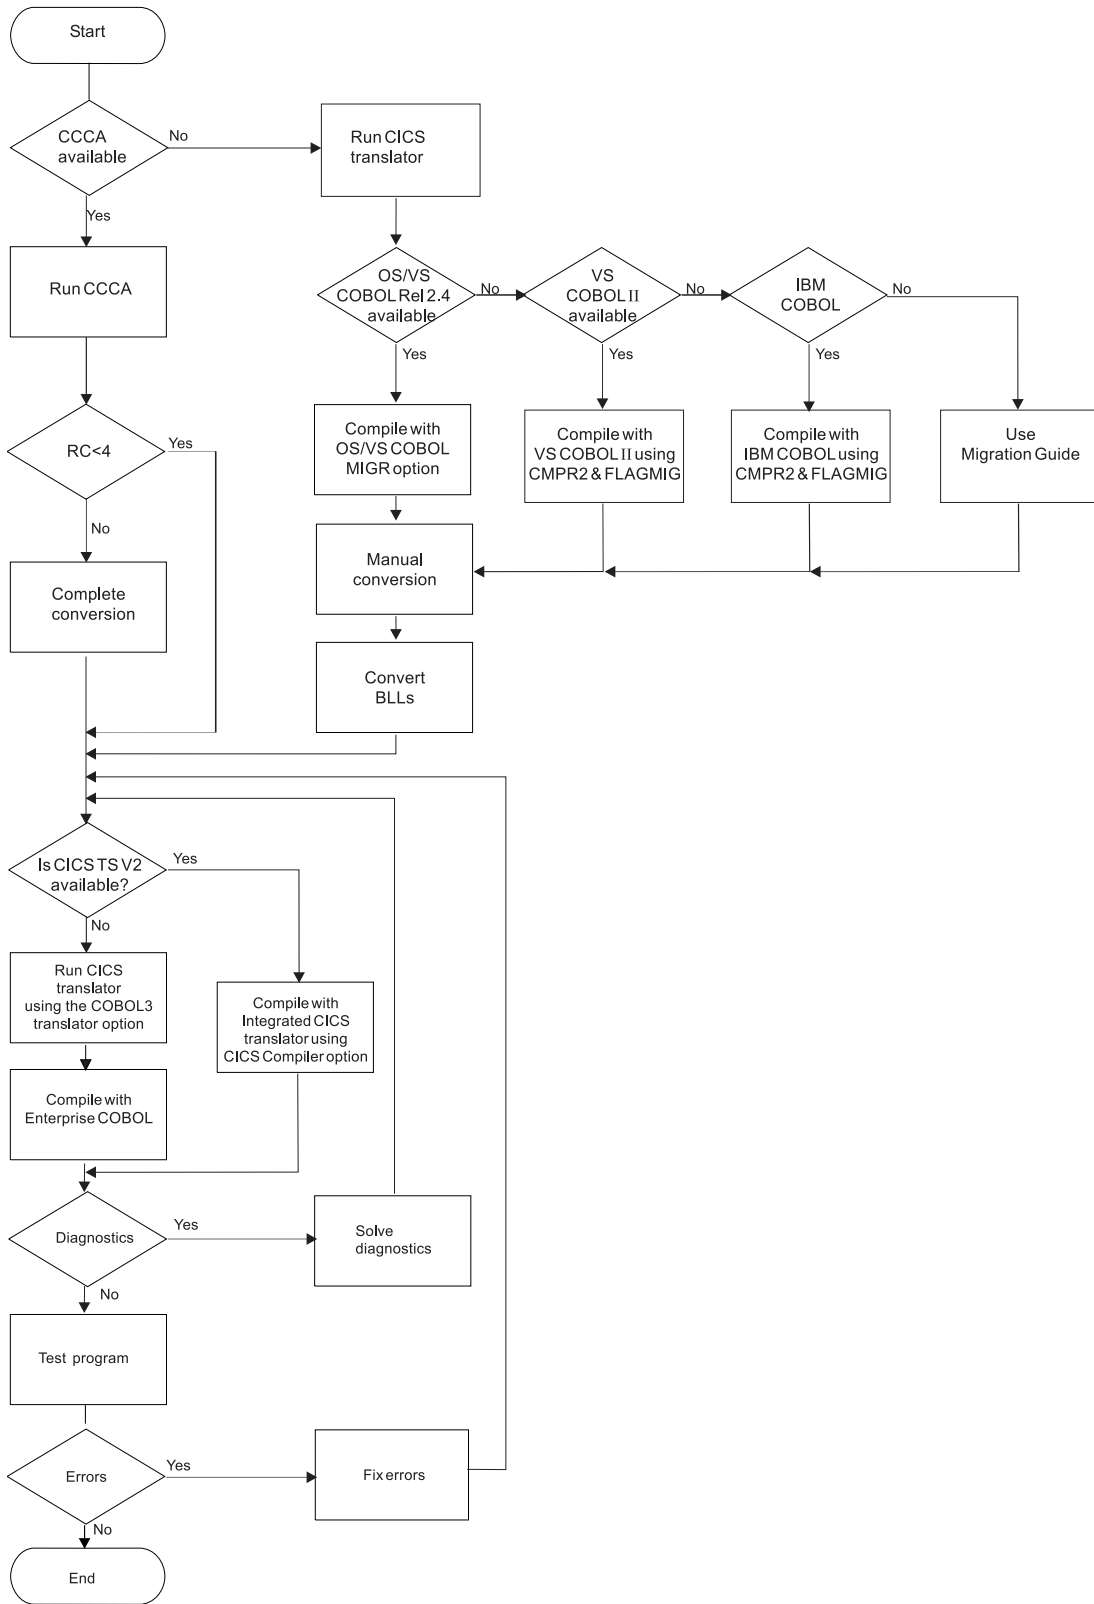 Start
CCCA
available
No
Yes
Run CICS
translator
Run CCCA
OS/VS
COBOL Rel 2.4
available
No
Yes
VS
COBOL II
available
No
Yes
IBM
COBOL
No
Yes
RC<4
Yes
No
Compile with
OS/VS COBOL
MIGR option
Compile with
VS COBOL II using
CMPR2 & FLAGMIG
Compile with
IBM COBOL using
CMPR2 & FLAGMIG
Use
Migration Guide
Complete
conversion
Manual
conversion
Convert
BLLs
Is CICS TS V2
available?
Yes
No
Run CICS
translator
using the COBOL3
translator option
Compile with
Integrated CICS
translator using
CICS Compiler option
Compile with
Enterprise COBOL
Diagnostics
Yes
No
Solve
diagnostics
Test program
Errors
Yes
No
Fix errors
End